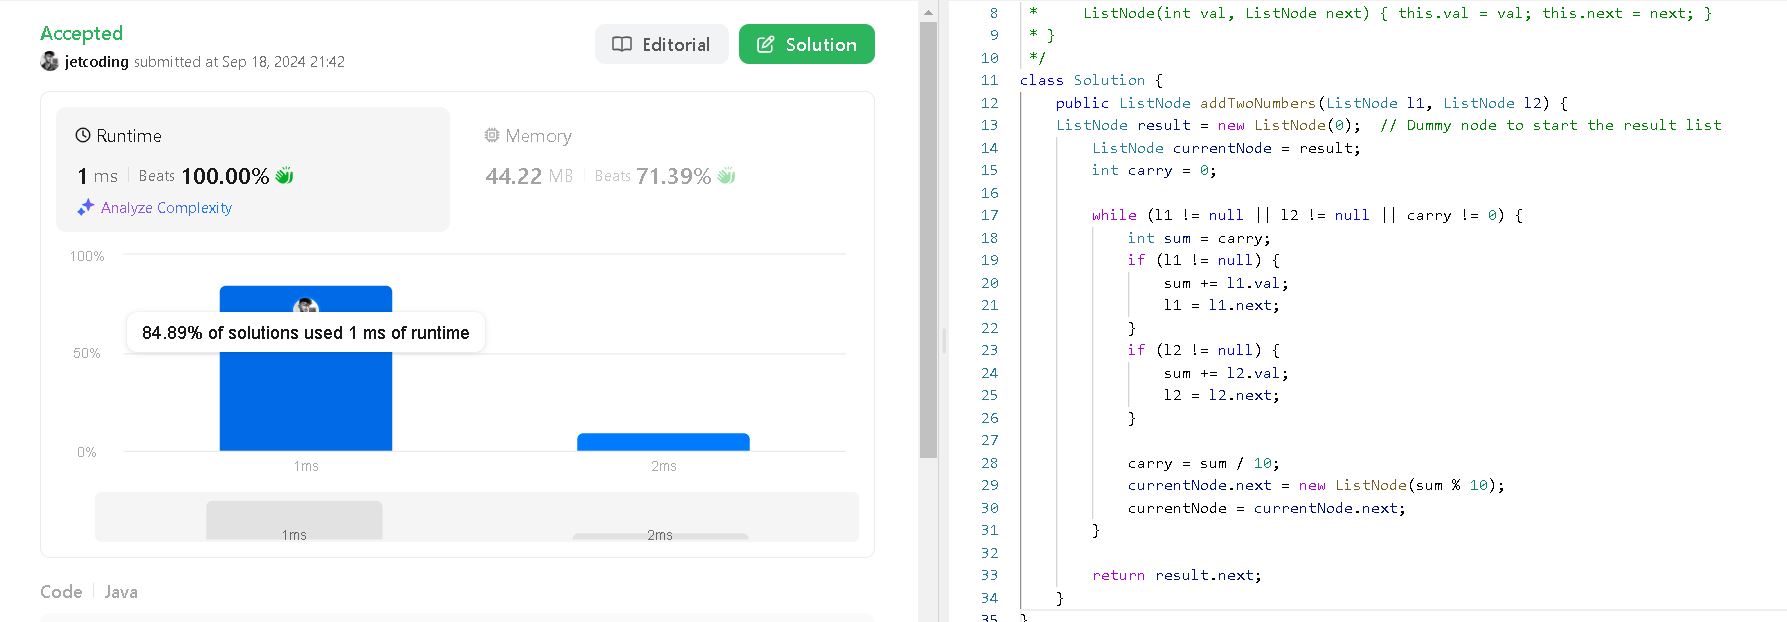 Accepted
jetcoding submitted at Sep 18, 2024 21:42
Editorial
Solution
Runtime
1 ms | Beats 100.00%
Analyze Complexity
Memory
44.22 MB | Beats 71.39%
100%
84.89% of solutions used 1 ms of runtime
50%
0%
1ms 2ms
1ms 2ms
Code | Java
8 *     ListNode(int val, ListNode next) { this.val = val; this.next = next; }
9 * }
10 */
11 class Solution {
12     public ListNode addTwoNumbers(ListNode l1, ListNode l2) {
13     ListNode result = new ListNode(0);  // Dummy node to start the result list
14         ListNode currentNode = result;
15         int carry = 0;
16
17         while (l1 != null || l2 != null || carry != 0) {
18             int sum = carry;
19             if (l1 != null) {
20                 sum += l1.val;
21                 l1 = l1.next;
22             }
23             if (l2 != null) {
24                 sum += l2.val;
25                 l2 = l2.next;
26             }
27
28             carry = sum / 10;
29             currentNode.next = new ListNode(sum % 10);
30             currentNode = currentNode.next;
31         }
32
33         return result.next;
34     }
35 }